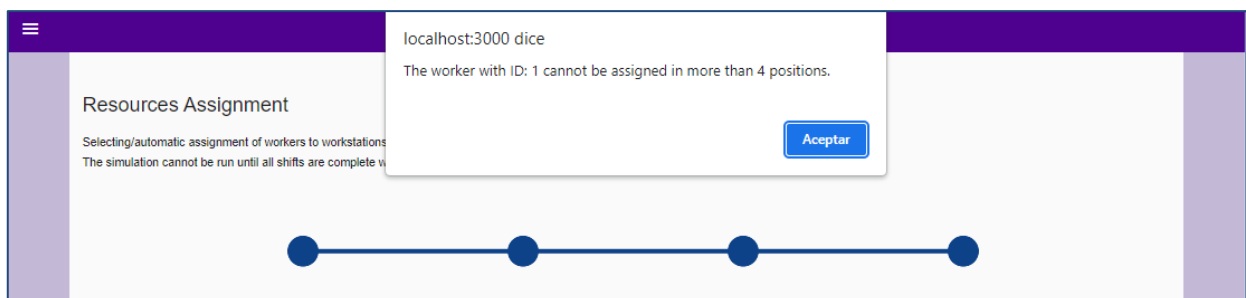 localhost:3000 dice
The worker with ID: 1 cannot be assigned in more than 4 positions.
Aceptar
Resources Assignment
Selecting/automatic assignment of workers to workstations
The simulation cannot be run until all shifts are complete